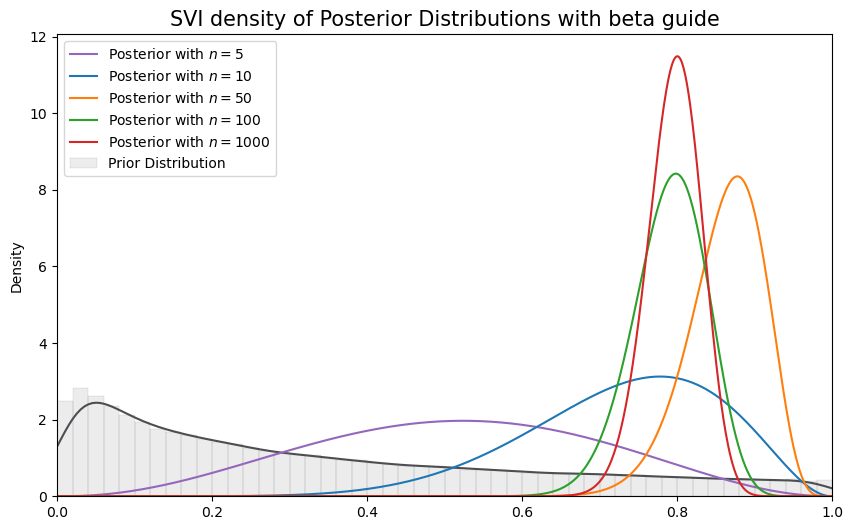 SVI density of Posterior Distributions with beta guide
Posterior with n = 5
Posterior with n = 10
Posterior with n = 50
Posterior with n = 100
Posterior with n = 1000
Prior Distribution
Density
12
10
8
6
4
2
0
0.0 0.2 0.4 0.6 0.8 1.0